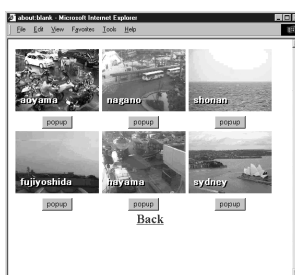 about:blank - Microsoft Internet Explorer
File Edit View Favorites Tools Help
aoyama nagano shonan
popup popup popup
fujiyoshida hayama sydney
popup popup popup
Back